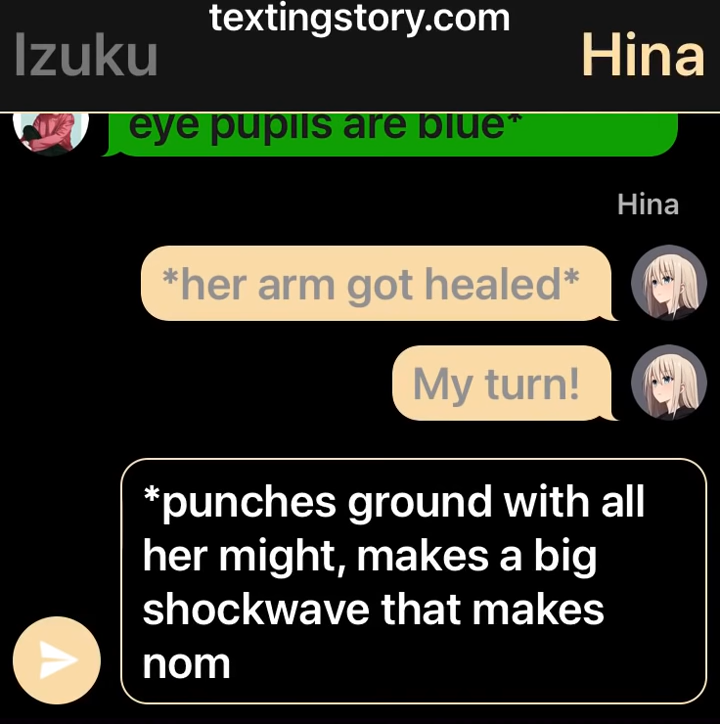 textingstory.com
Izuku
Hina
eye pupils are blue*
Hina
*her arm got healed*
My turn!
*punches ground with all
her might, makes a big
shockwave that makes
nom